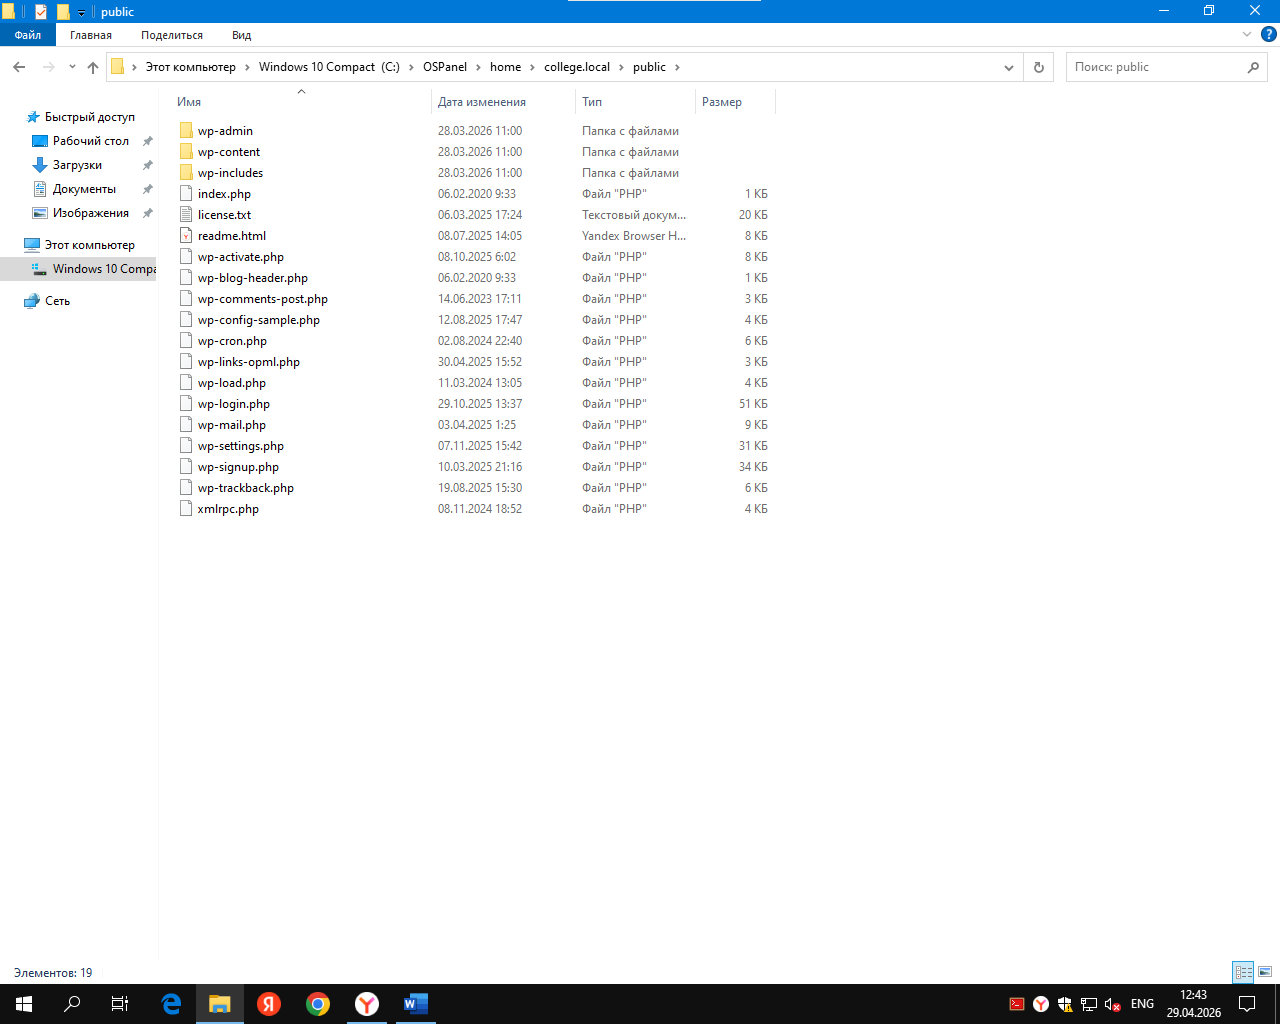 public
Файл Главная Поделиться Вид
Этот компьютер Windows 10 Compact (C:) OSPanel home college.local public
Поиск: public
Имя Дата изменения Тип Размер
Быстрый доступ
Рабочий стол
Загрузки
Документы
Изображения
Этот компьютер
Windows 10 Compa
Сеть
wp-admin 28.03.2026 11:00 Папка с файлами
wp-content 28.03.2026 11:00 Папка с файлами
wp-includes 28.03.2026 11:00 Папка с файлами
index.php 06.02.2020 9:33 Файл "PHP" 1 КБ
license.txt 06.03.2025 17:24 Текстовый докум... 20 КБ
readme.html 08.07.2025 14:05 Yandex Browser H... 8 КБ
wp-activate.php 08.10.2025 6:02 Файл "PHP" 8 КБ
wp-blog-header.php 06.02.2020 9:33 Файл "PHP" 1 КБ
wp-comments-post.php 14.06.2023 17:11 Файл "PHP" 3 КБ
wp-config-sample.php 12.08.2025 17:47 Файл "PHP" 4 КБ
wp-cron.php 02.08.2024 22:40 Файл "PHP" 6 КБ
wp-links-opml.php 30.04.2025 15:52 Файл "PHP" 3 КБ
wp-load.php 11.03.2024 13:05 Файл "PHP" 4 КБ
wp-login.php 29.10.2025 13:37 Файл "PHP" 51 КБ
wp-mail.php 03.04.2025 1:25 Файл "PHP" 9 КБ
wp-settings.php 07.11.2025 15:42 Файл "PHP" 31 КБ
wp-signup.php 10.03.2025 21:16 Файл "PHP" 34 КБ
wp-trackback.php 19.08.2025 15:30 Файл "PHP" 6 КБ
xmlrpc.php 08.11.2024 18:52 Файл "PHP" 4 КБ
Элементов: 19
ENG
12:43
29.04.2026